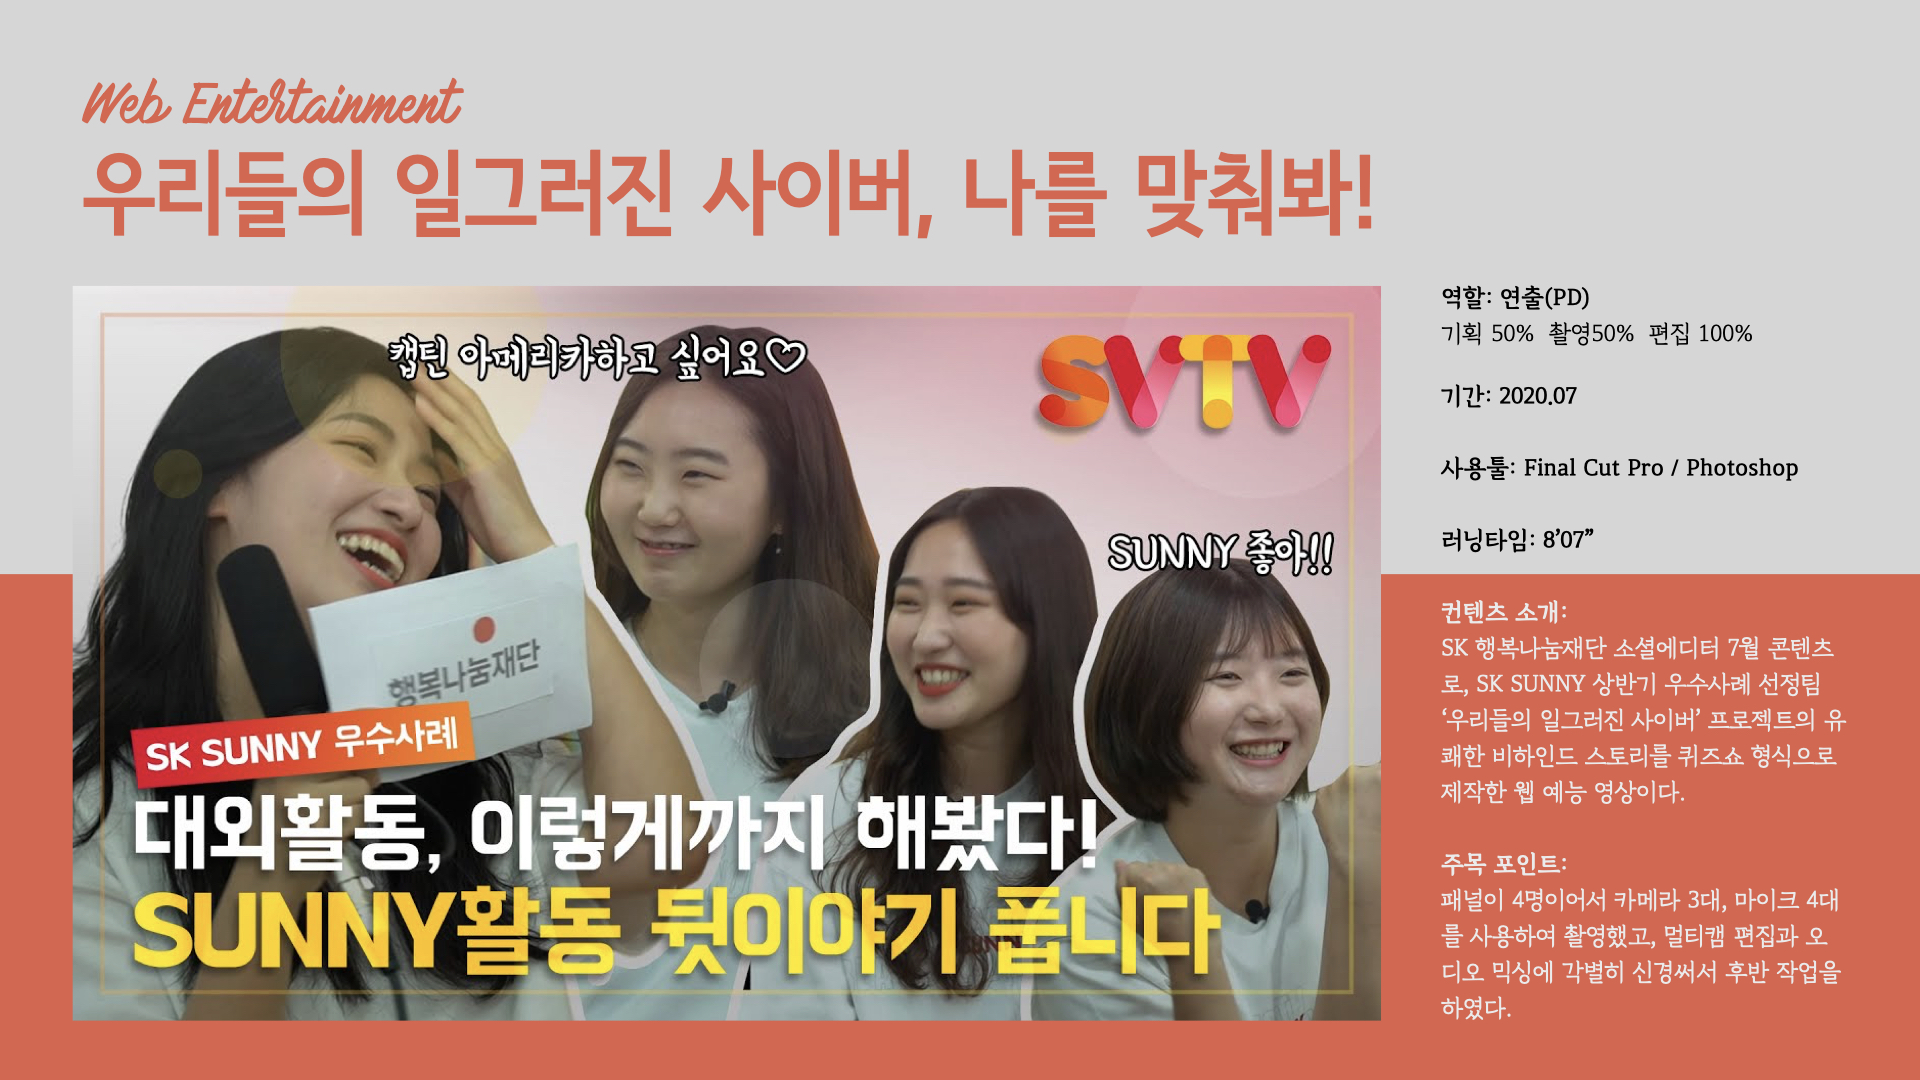 Web Entertainment
우리들의 일그러진 사이버, 나를 맞춰봐!
캡틴 아메리카하고 싶어요♡
SVTV
SUNNY 좋아!!
행복나눔재단
SK SUNNY 우수사례
대외활동, 이렇게까지 해봤다!
SUNNY활동 뒷이야기 풉니다
역할: 연출(PD)
기획 50% 촬영50% 편집 100%
기간: 2020.07
사용툴: Final Cut Pro / Photoshop
러닝타임: 8’07”
컨텐츠 소개:
SK 행복나눔재단 소셜에디터 7월 콘텐츠
로, SK SUNNY 상반기 우수사례 선정팀
‘우리들의 일그러진 사이버’ 프로젝트의 유
쾌한 비하인드 스토리를 퀴즈쇼 형식으로
제작한 웹 예능 영상이다.
주목 포인트:
패널이 4명이어서 카메라 3대, 마이크 4대
를 사용하여 촬영했고, 멀티캠 편집과 오
디오 믹싱에 각별히 신경써서 후반 작업을
하였다.